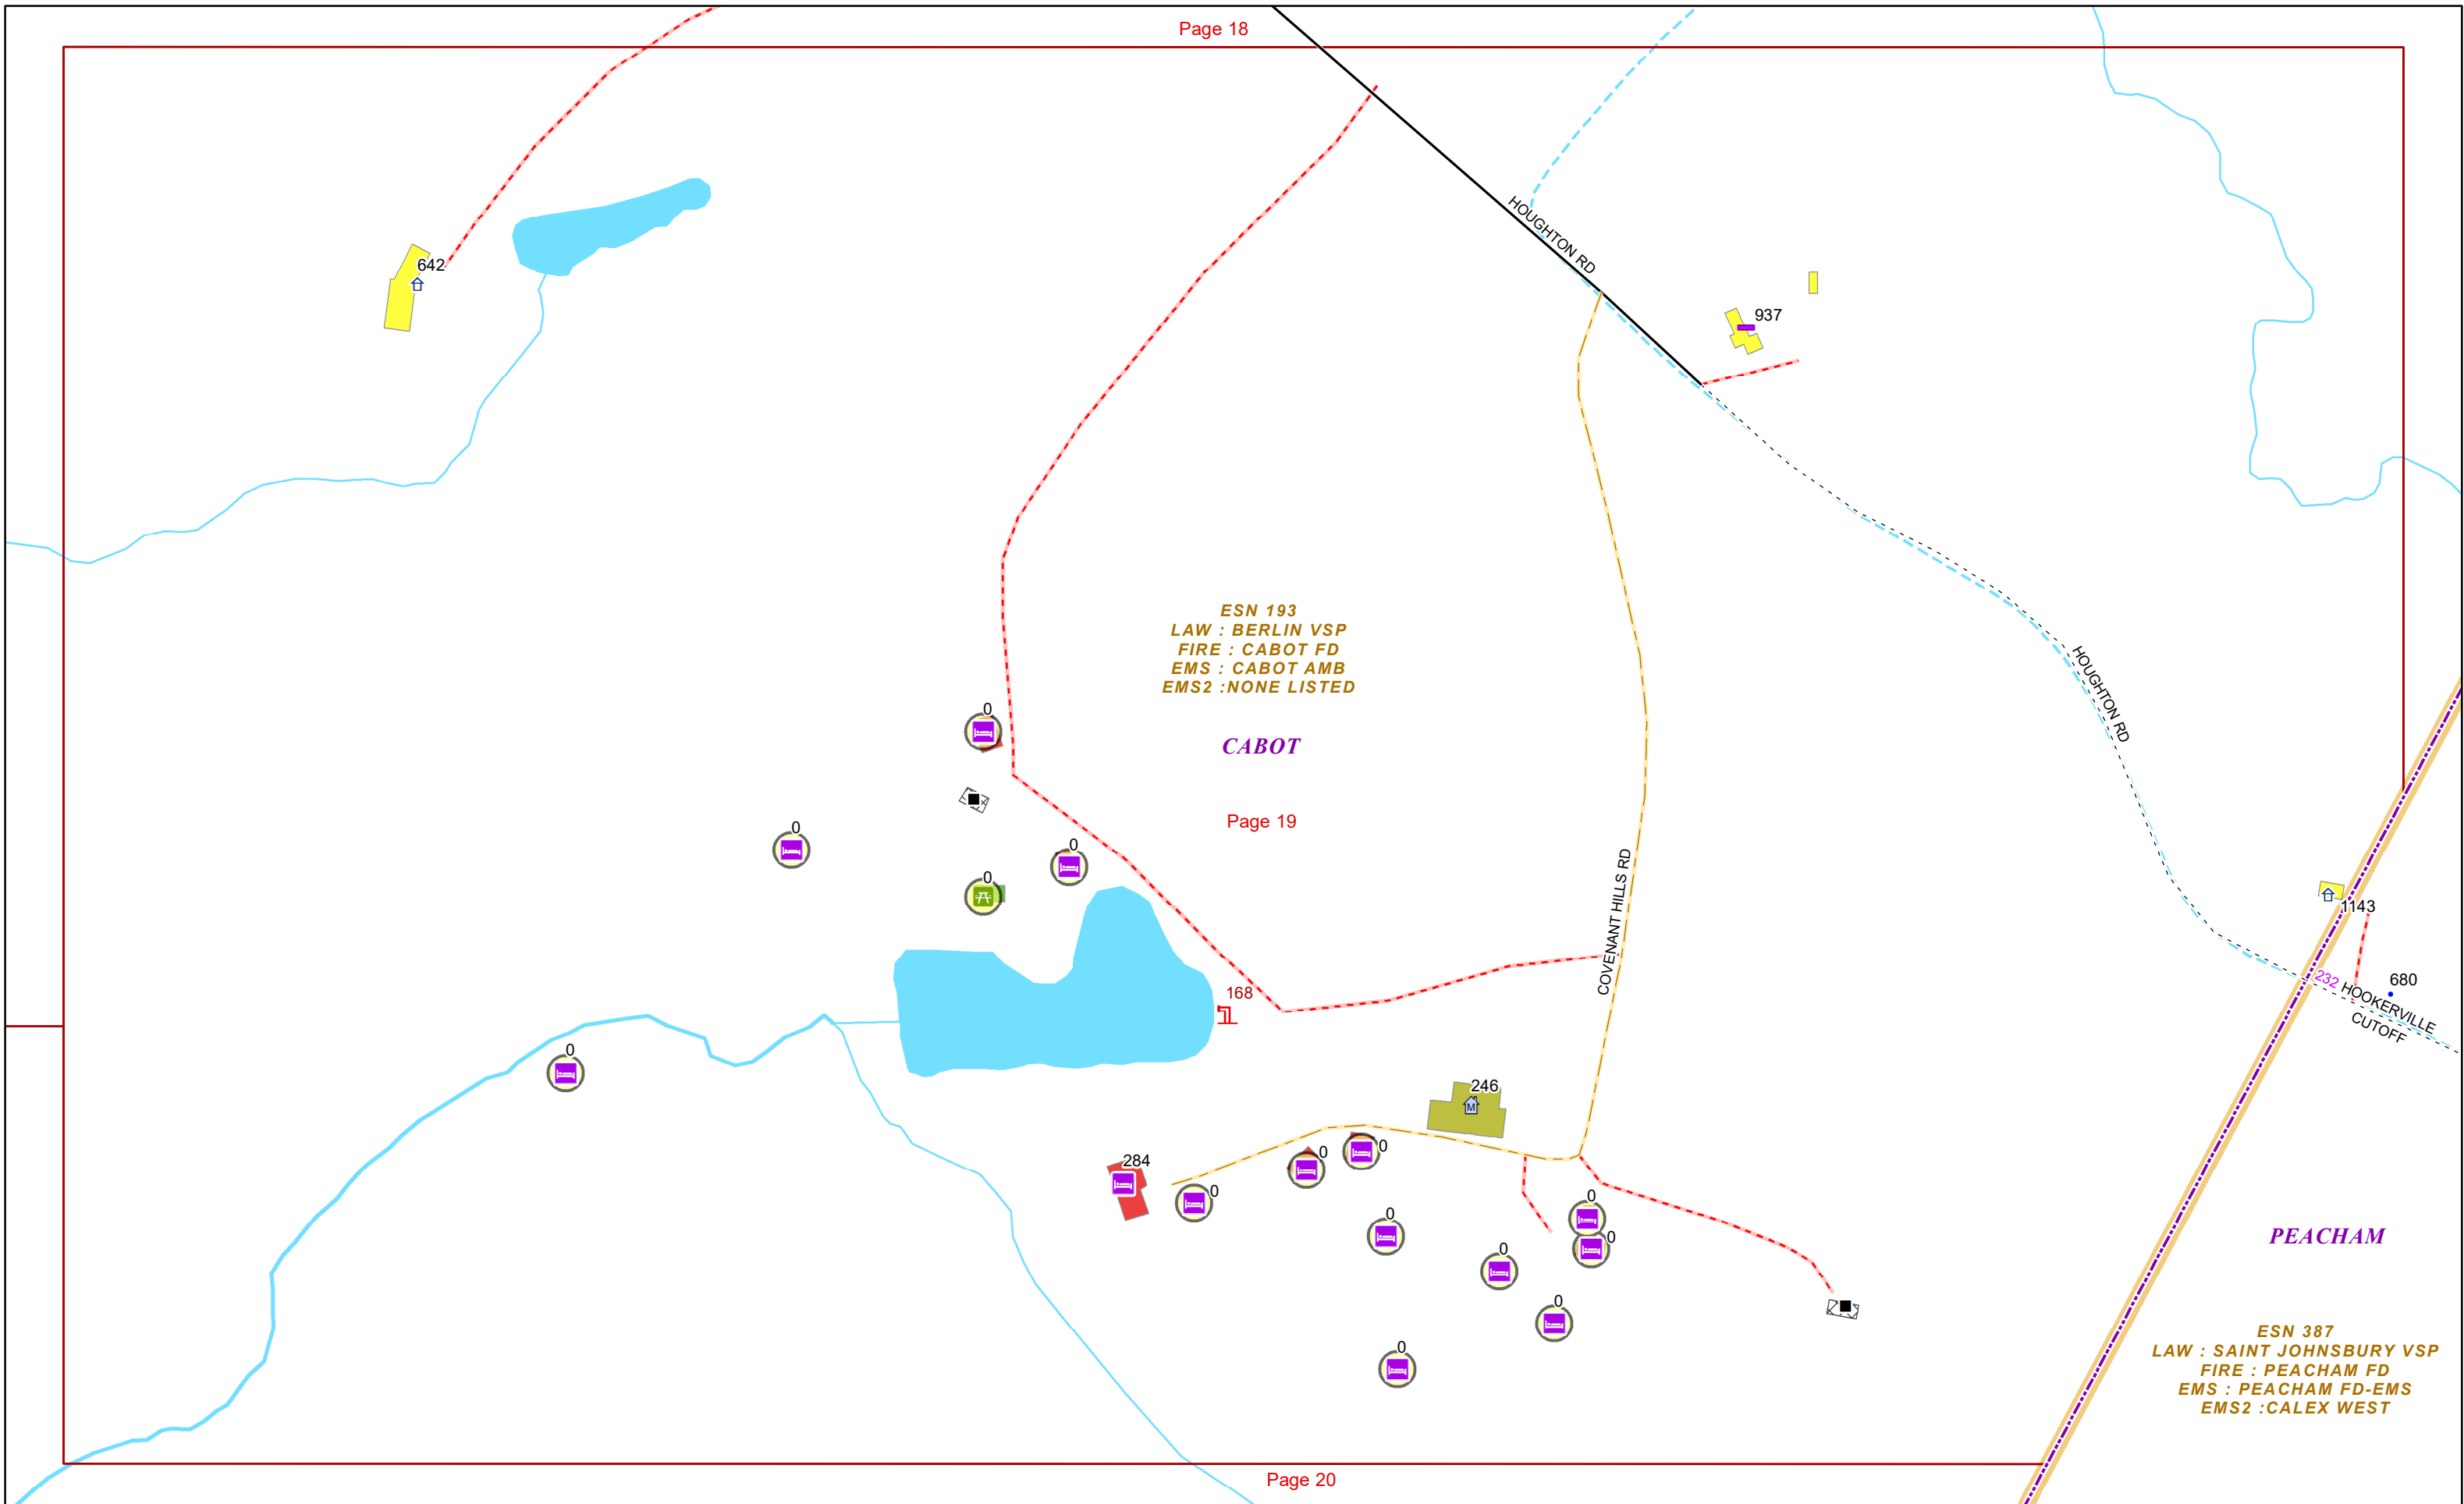 Page 18
HOUGHTON RD
642
937
ESN 193
LAW : BERLIN VSP
FIRE : CABOT FD
EMS : CABOT AMB
EMS2 :NONE LISTED
HOUGHTON RD
0
CABOT
Page 19
0
0
0
COVENANT HILLS RD
1143
232
680
HOOKERVILLE
CUTOFF
168
0
246
M
0
0
284
0
0
0
0
0
PEACHAM
0
0
ESN 387
LAW : SAINT JOHNSBURY VSP
FIRE : PEACHAM FD
EMS : PEACHAM FD-EMS
EMS2 :CALEX WEST
Page 20